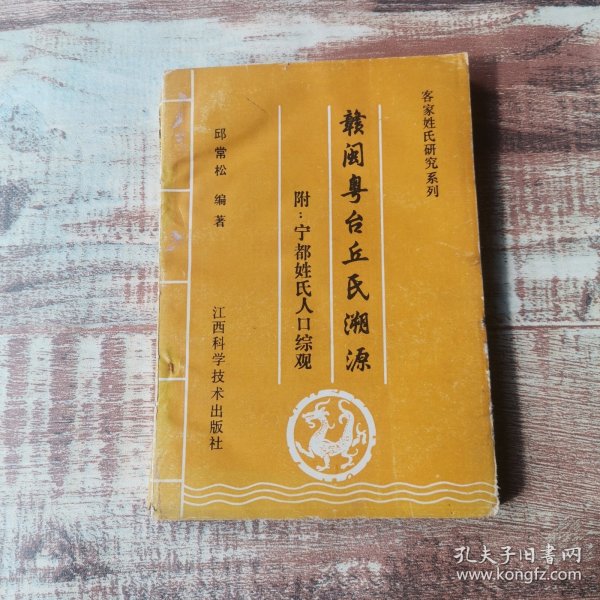 客家姓氏研究系列
赣闽粤台丘氏溯源
附：宁都姓氏人口综观
邱常松 编著
江西科学技术出版社
孔夫子旧书网
www.kongfz.com